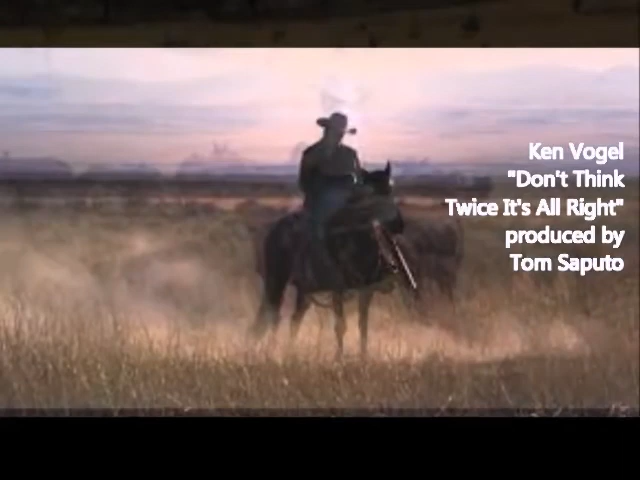 Ken Vogel
"Don't Think
Twice It's All Right"
produced by
Tom Saputo